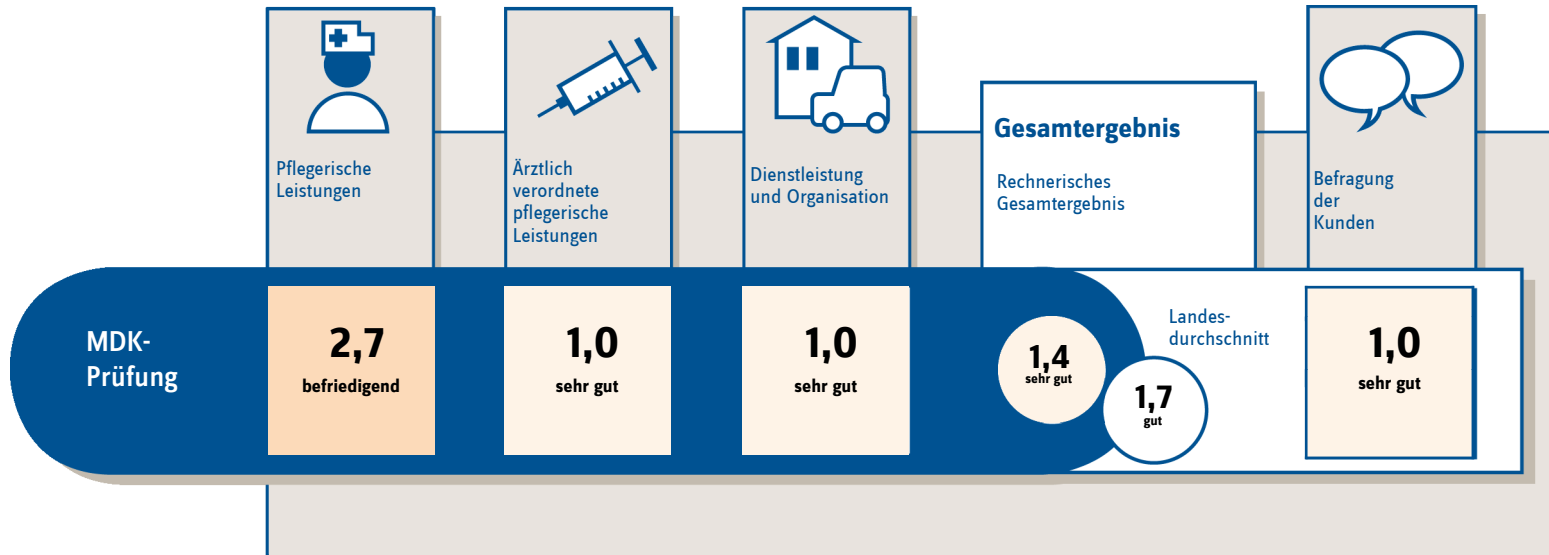 Pflegerische
Leistungen
Ärztlich
verordnete
pflegerische
Leistungen
Dienstleistung
und Organisation
Gesamtergebnis
Rechnerisches
Gesamtergebnis
Befragung
der
Kunden
MDK-
Prüfung
2,7
befriedigend
1,0
sehr gut
1,0
sehr gut
1,4
sehr gut
Landes-
durchschnitt
1,7
gut
1,0
sehr gut